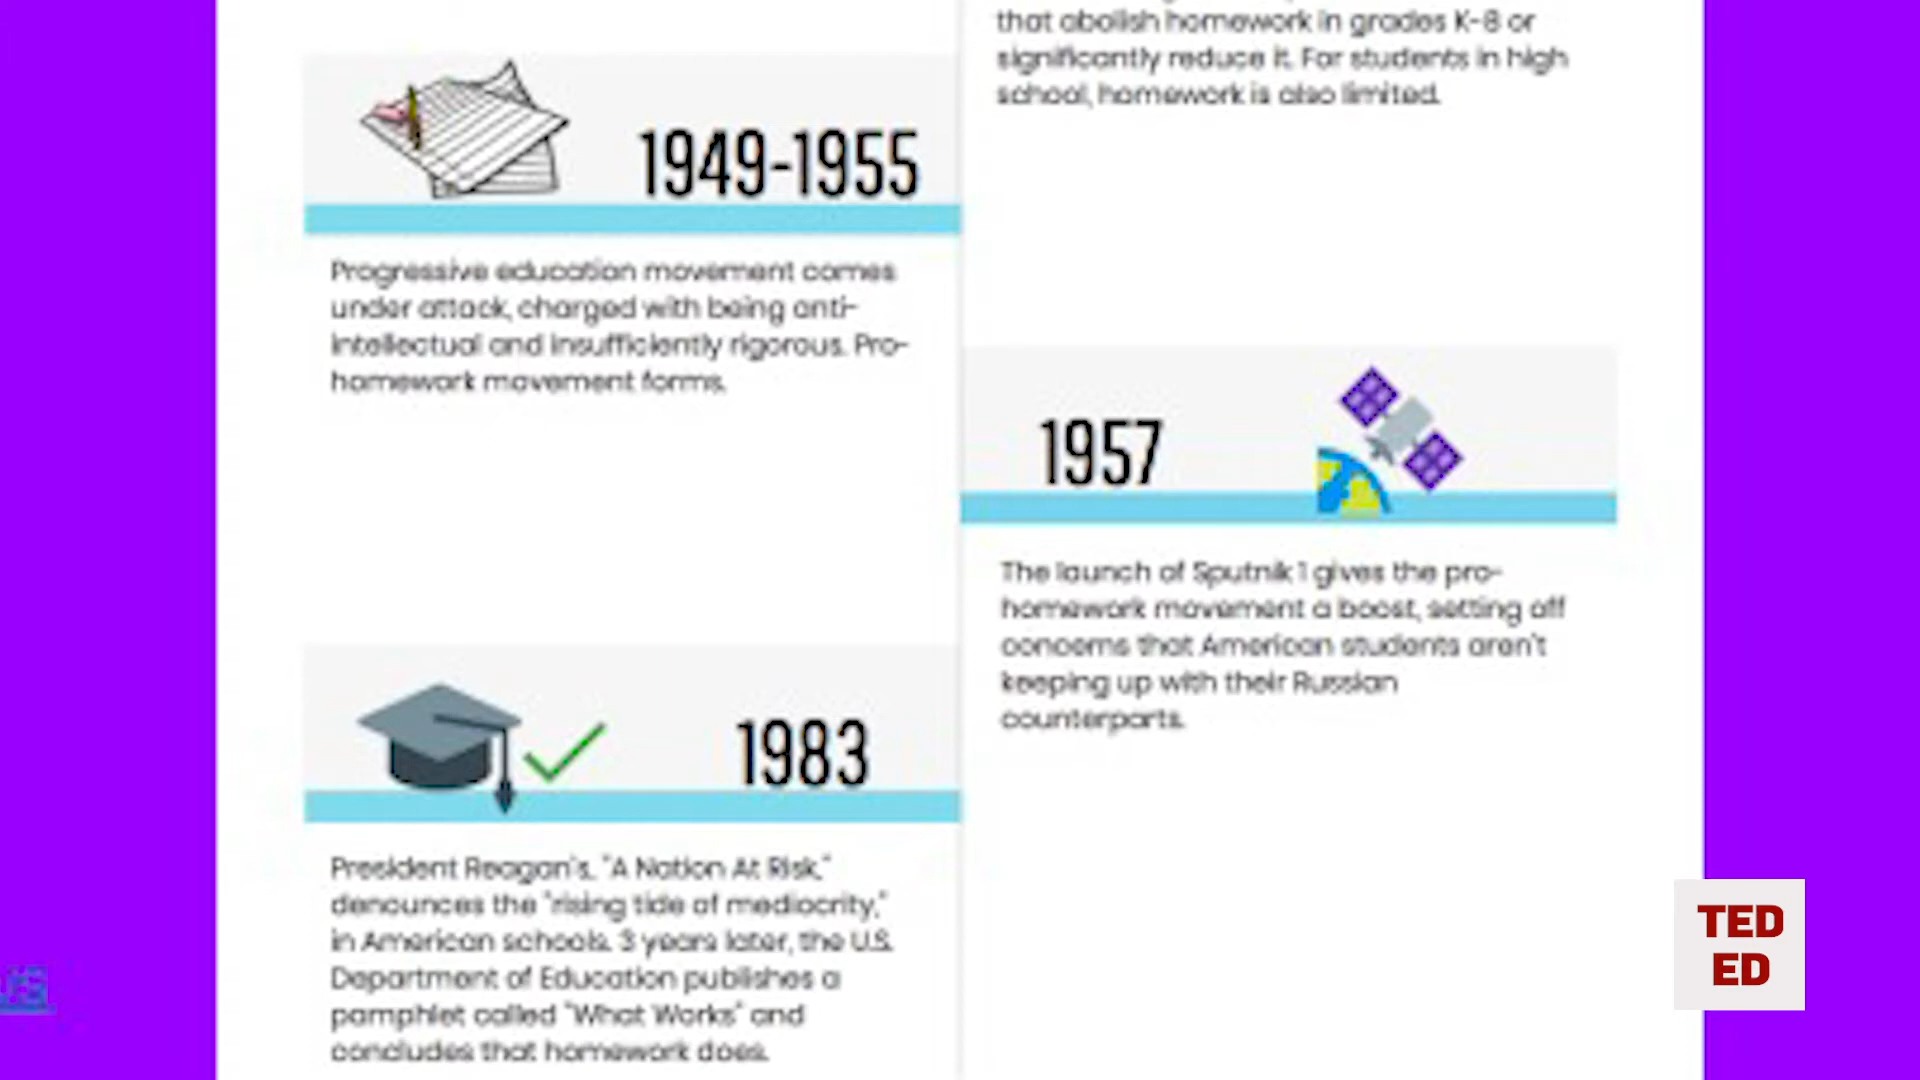 that abolish homework in grades K-8 or
significantly reduce it. For students in high
school, homework is also limited.
1949-1955
Progressive education movement comes
under attack, charged with being anti-
intellectual and insufficiently rigorous. Pro-
homework movement forms.
1957
The launch of Sputnik 1 gives the pro-
homework movement a boost, setting off
concerns that American students aren't
keeping up with their Russian
counterparts.
1983
President Reagan's, "A Nation At Risk,"
denounces the "rising tide of mediocrity,"
in American schools. 3 years later, the U.S.
Department of Education publishes a
pamphlet called "What Works" and
concludes that homework does.
TED
ED